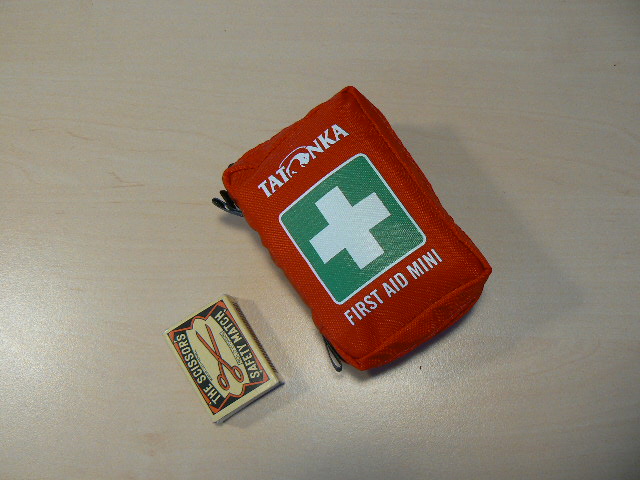 TATONKA
FIRST AID MINI
THE SCISSORS
SAFETY MATCH